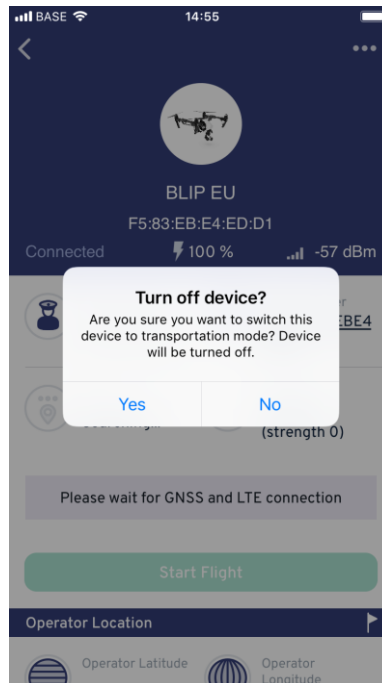 BASE 14:55
BLIP EU
F5:83:EB:E4:ED:D1
Connected 100 % -57 dBm
Turn off device?
Are you sure you want to switch this
device to transportation mode? Device
will be turned off.
EBE4
Yes No
(strength 0)
Please wait for GNSS and LTE connection
Start Flight
Operator Location
Operator Latitude Operator
Longitude